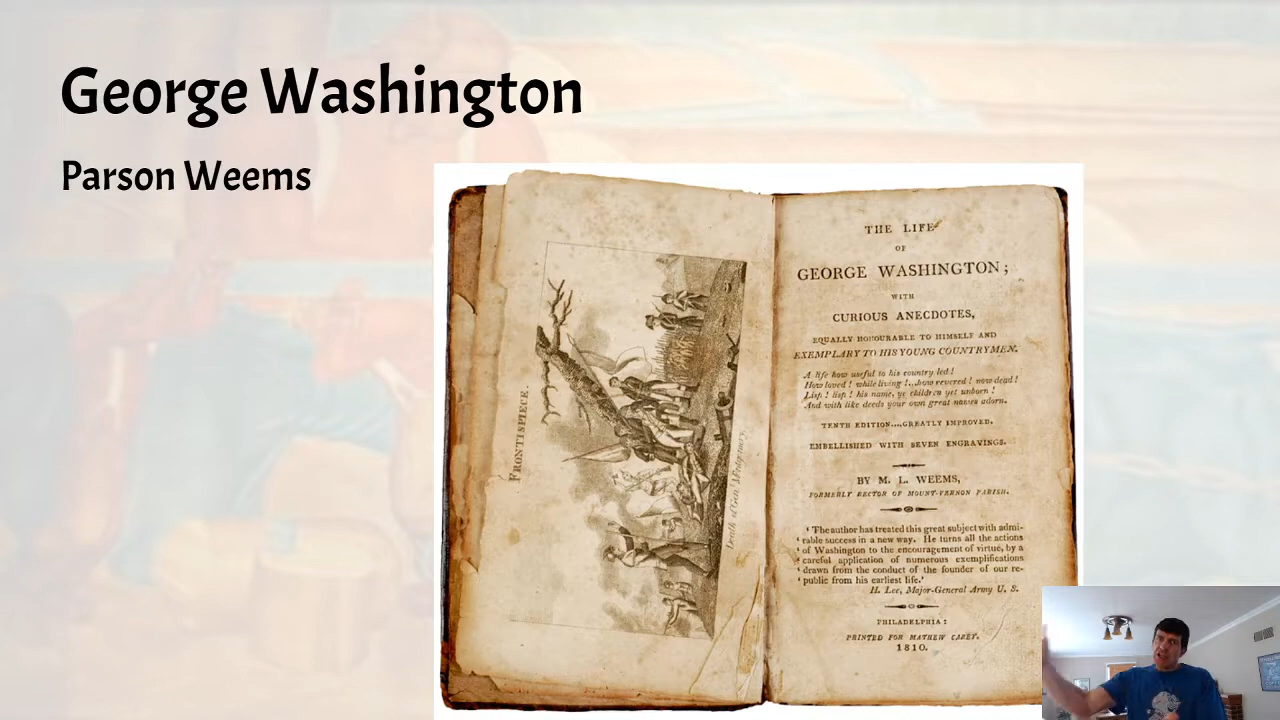 George Washington
Parson Weems
FRONTISPIECE.
Death of Gen. Montgomery.
THE LIFE
OF
GEORGE WASHINGTON;
WITH
CURIOUS ANECDOTES,
EQUALLY HONOURABLE TO HIMSELF AND
EXEMPLARY TO HIS YOUNG COUNTRYMEN.
A life how useful to his country led!
How loved! while living!...how revered! now dead!
Lisp! lisp! his name, ye children yet unborn!
And with like deeds your own great names adorn.
TENTH EDITION....GREATLY IMPROVED.
EMBELLISHED WITH SEVEN ENGRAVINGS.
BY M. L. WEEMS,
FORMERLY RECTOR OF MOUNT-VERNON PARISH.
‘ The author has treated this great subject with admi-
‘ rable success in a new way. He turns all the actions
‘ of Washington to the encouragement of virtue, by a
‘ careful application of numerous exemplifications
‘ drawn from the conduct of the founder of our re-
‘ public from his earliest life.’
H. Lee, Major-General Army U. S.
PHILADELPHIA:
PRINTED FOR MATHEW CAREY.
1810.